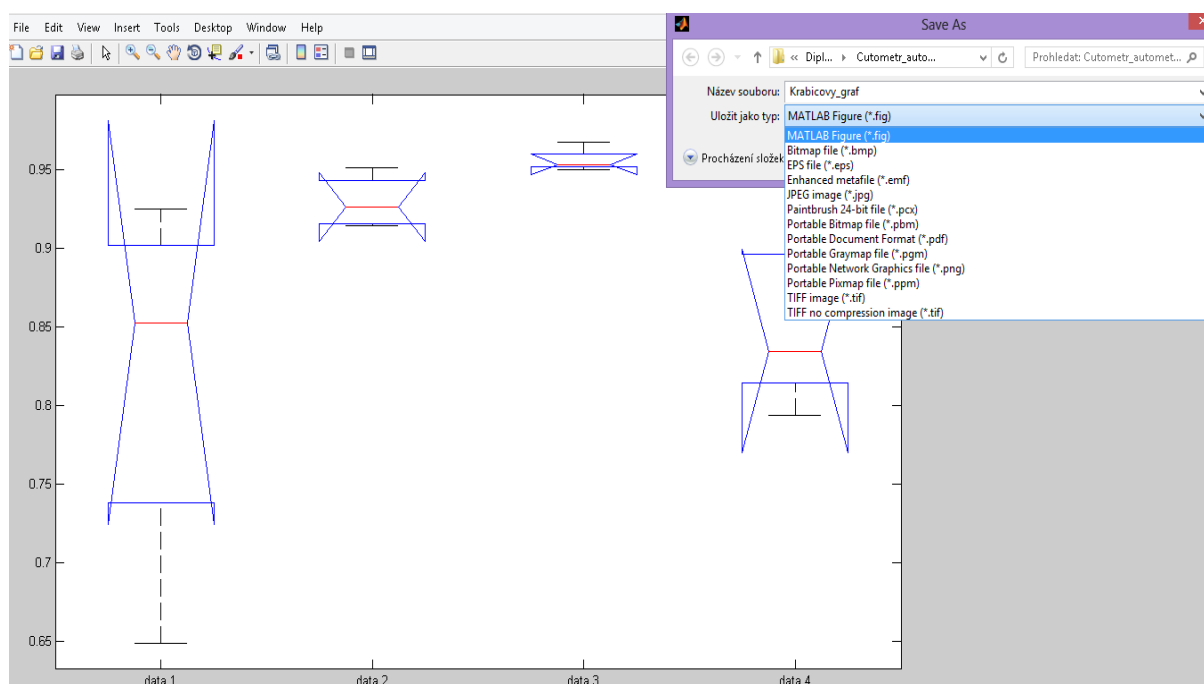 File Edit View Insert Tools Desktop Window Help
Save As
« Dipl... Cutometr_auto...
Prohledat: Cutometr_automet...
Název souboru: Krabicovy_graf
Uložit jako typ: MATLAB Figure (*.fig)
MATLAB Figure (*.fig)
Bitmap file (*.bmp)
EPS file (*.eps)
Enhanced metafile (*.emf)
JPEG image (*.jpg)
Paintbrush 24-bit file (*.pcx)
Portable Bitmap file (*.pbm)
Portable Document Format (*.pdf)
Portable Graymap file (*.pgm)
Portable Network Graphics file (*.png)
Portable Pixmap file (*.ppm)
TIFF image (*.tif)
TIFF no compression image (*.tif)
Procházení složek
0.95
0.9
0.85
0.8
0.75
0.7
0.65
data 1 data 2 data 3 data 4